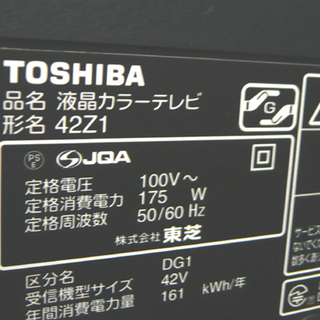 TOSHIBA
品名 液晶カラーテレビ
形名 42Z1
G
PS
E
JQA
定格電圧 100V～
定格消費電力 175 W
定格周波数 50/60 Hz
株式会社 東芝
区分名 DG1
受信機型サイズ 42V
年間消費電力量 161 kWh/年